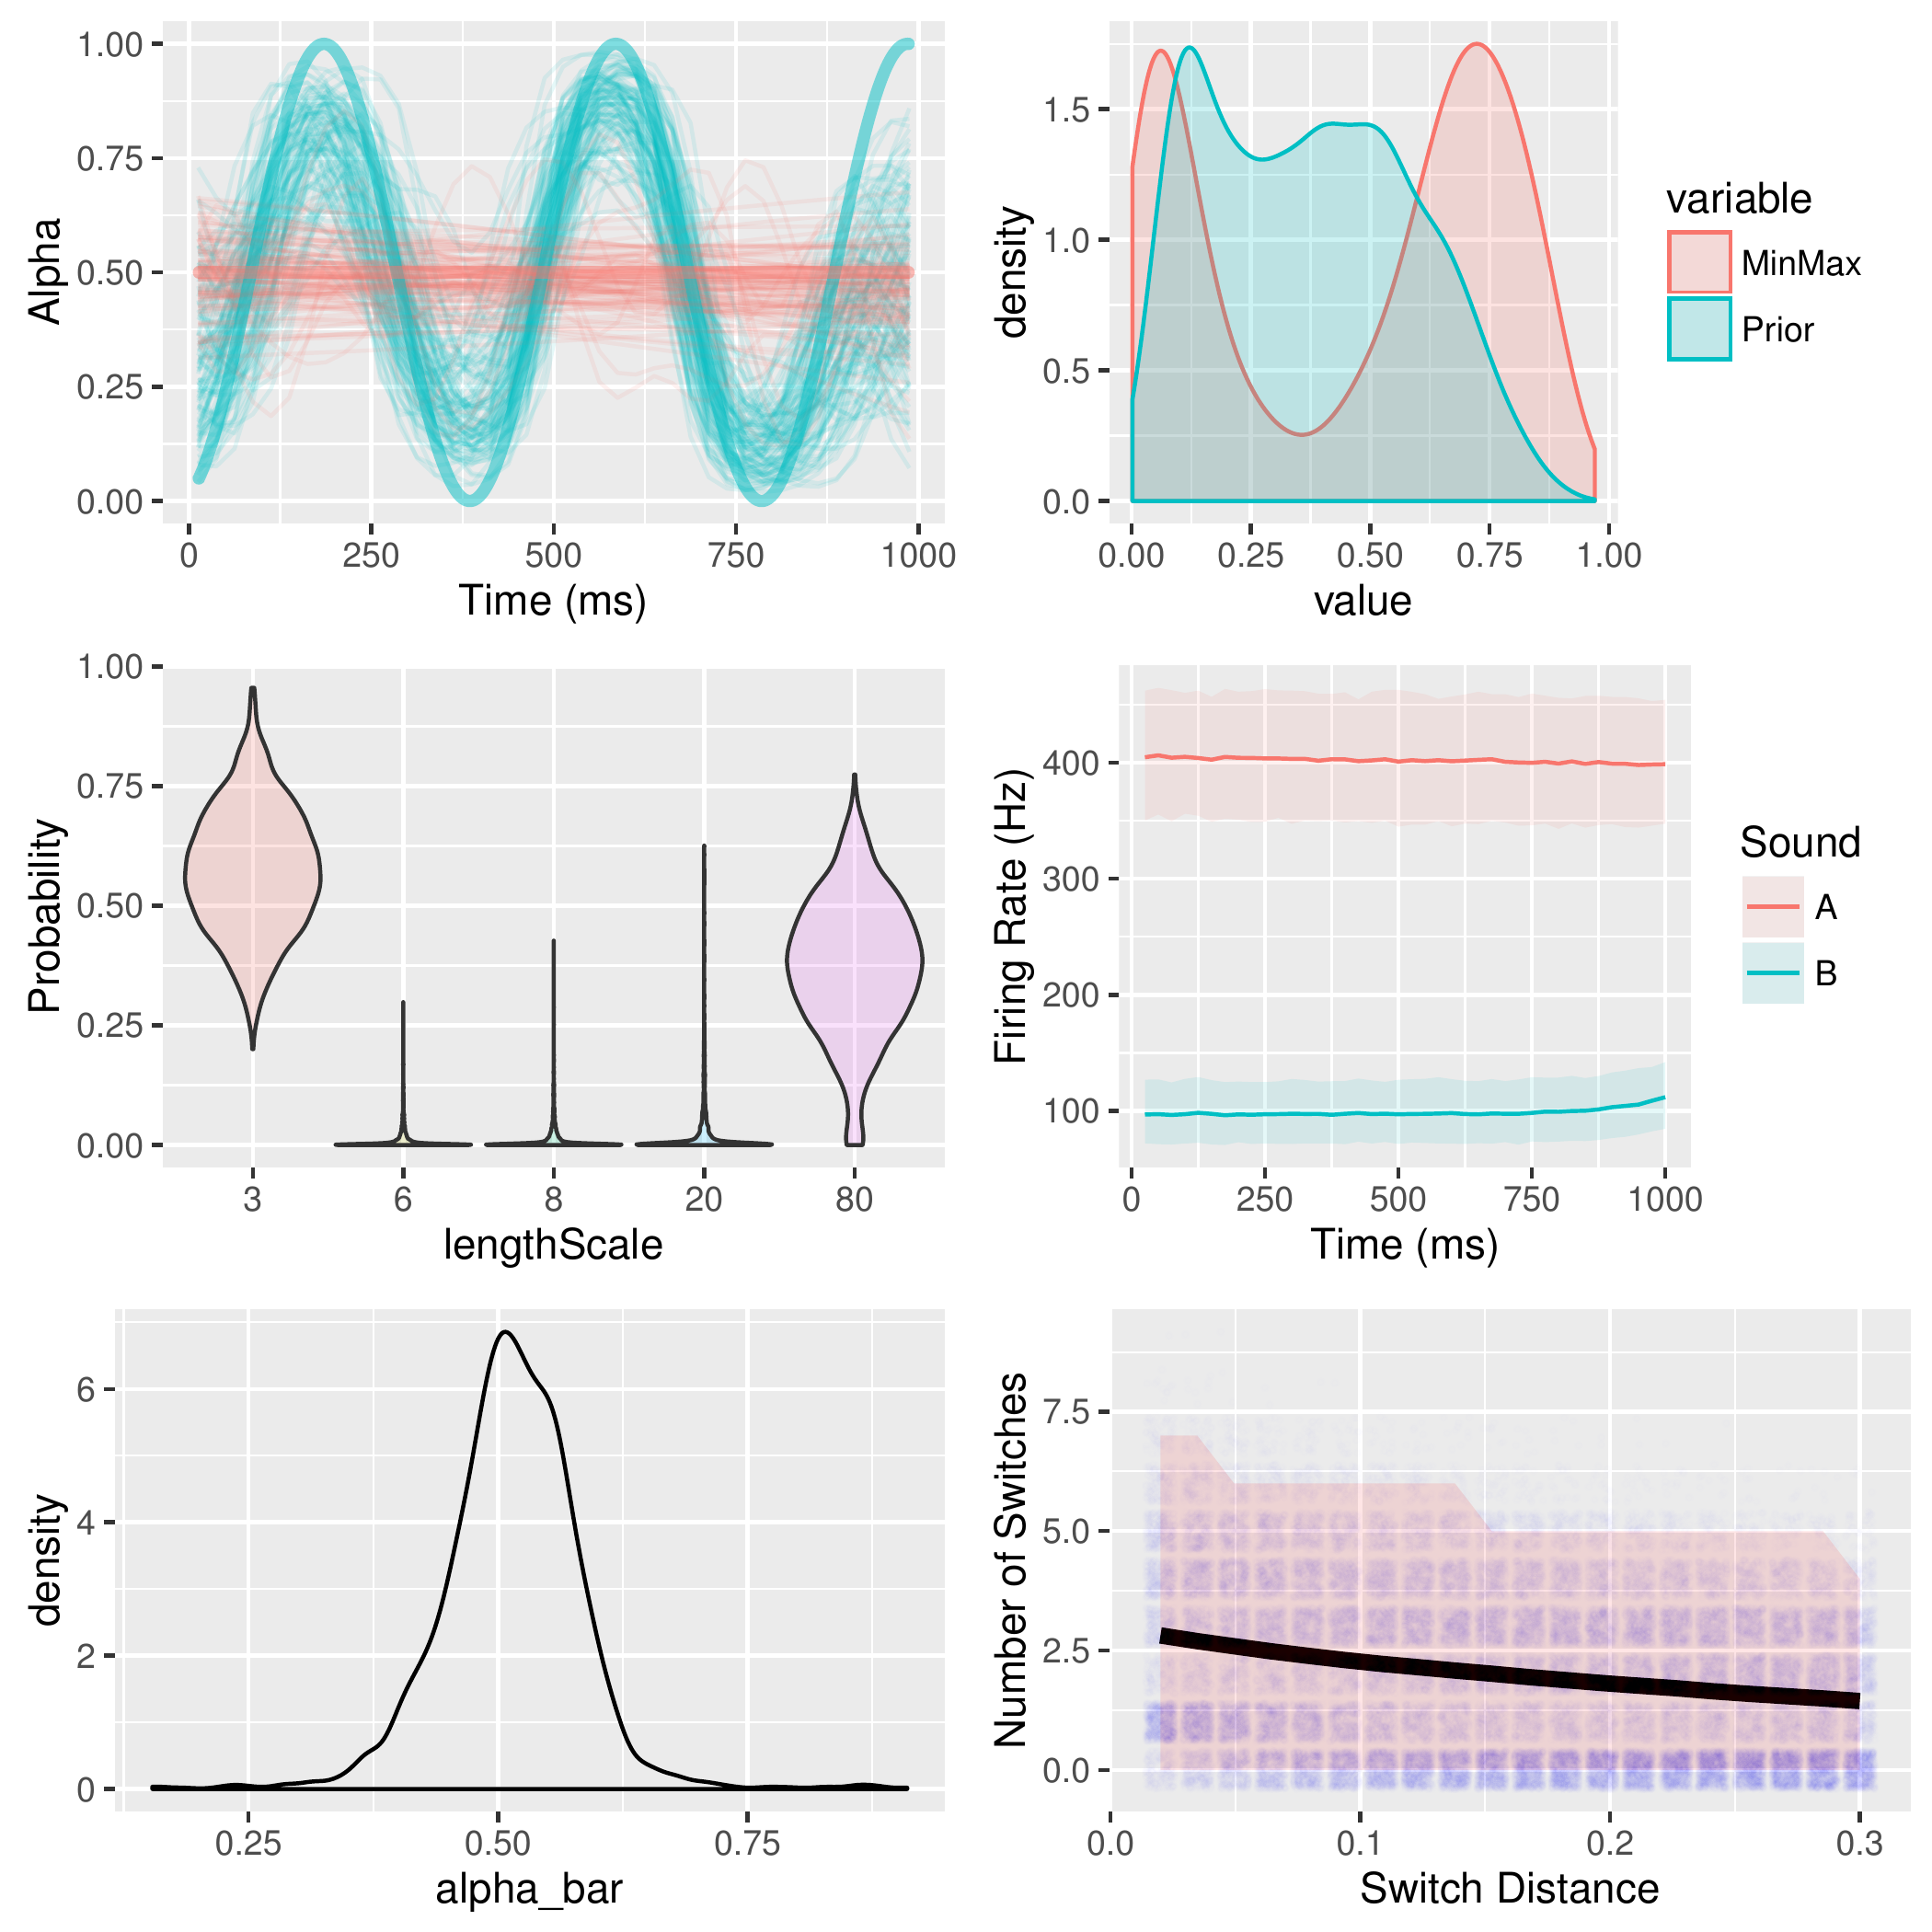 1.00
0.75
0.50
0.25
0.00
Alpha
0 250 500 750 1000
Time (ms)
1.5
1.0
0.5
0.0
density
0.00 0.25 0.50 0.75 1.00
value
variable
MinMax
Prior
1.00
0.75
0.50
0.25
0.00
Probability
3 6 8 20 80
lengthScale
400
300
200
100
Firing Rate (Hz)
0 250 500 750 1000
Time (ms)
Sound
A
B
6
4
2
0
density
0.25 0.50 0.75
alpha_bar
7.5
5.0
2.5
0.0
Number of Switches
0.0 0.1 0.2 0.3
Switch Distance